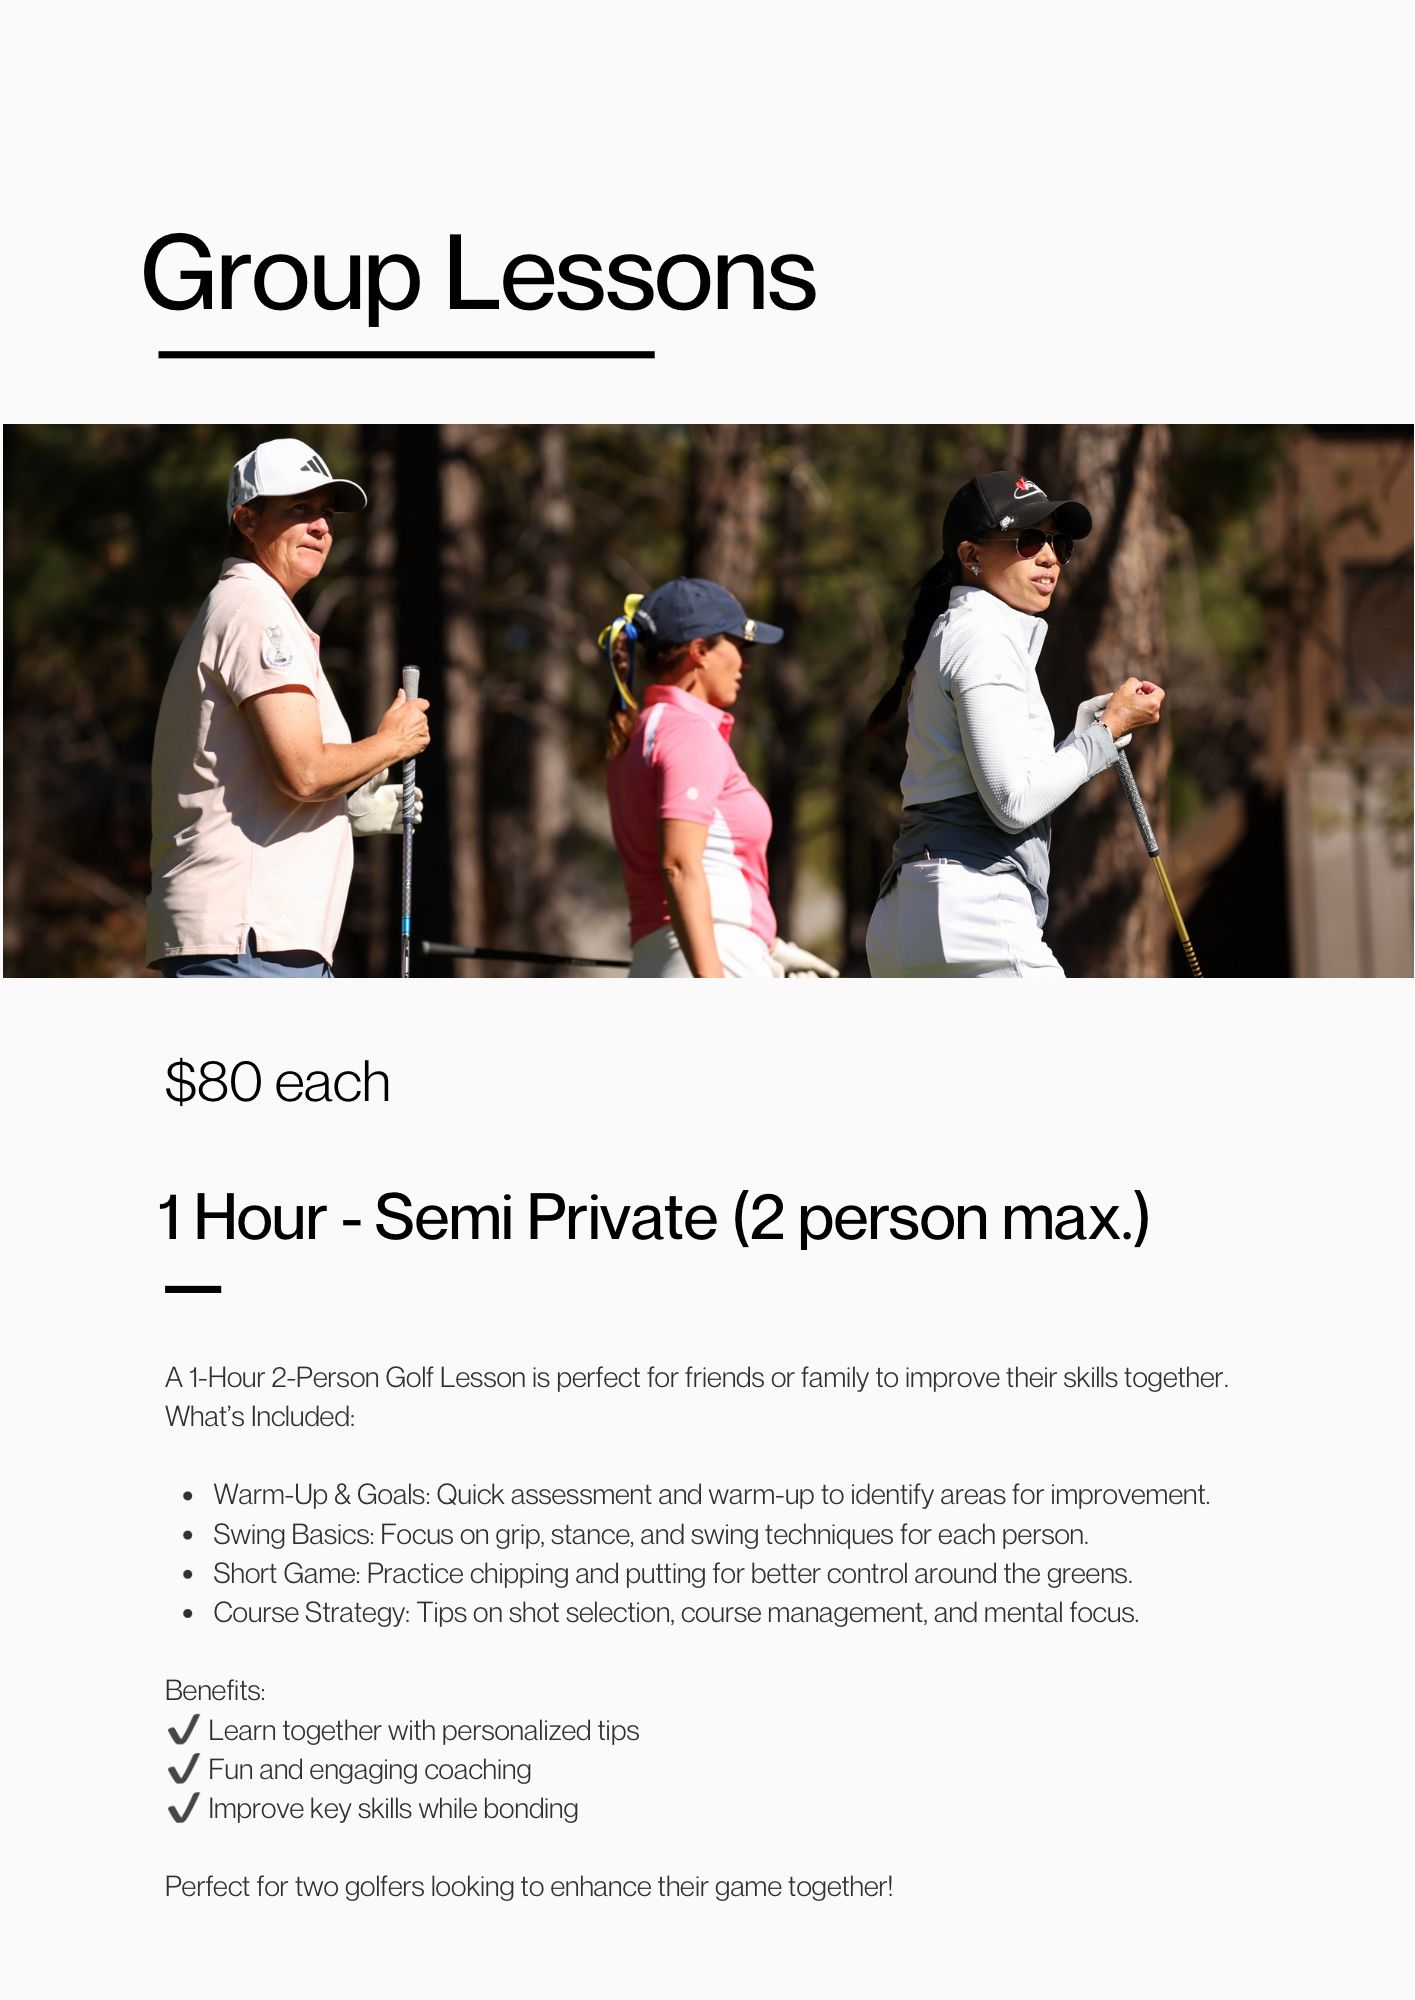 Group Lessons
$80 each
1 Hour - Semi Private (2 person max.)
A 1-Hour 2-Person Golf Lesson is perfect for friends or family to improve their skills together.
What’s Included:
• Warm-Up & Goals: Quick assessment and warm-up to identify areas for improvement.
• Swing Basics: Focus on grip, stance, and swing techniques for each person.
• Short Game: Practice chipping and putting for better control around the greens.
• Course Strategy: Tips on shot selection, course management, and mental focus.
Benefits:
✔ Learn together with personalized tips
✔ Fun and engaging coaching
✔ Improve key skills while bonding
Perfect for two golfers looking to enhance their game together!